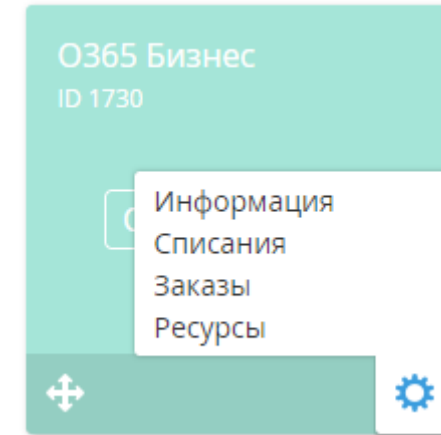 O365 Бизнес
ID 1730
Информация
Списания
Заказы
Ресурсы